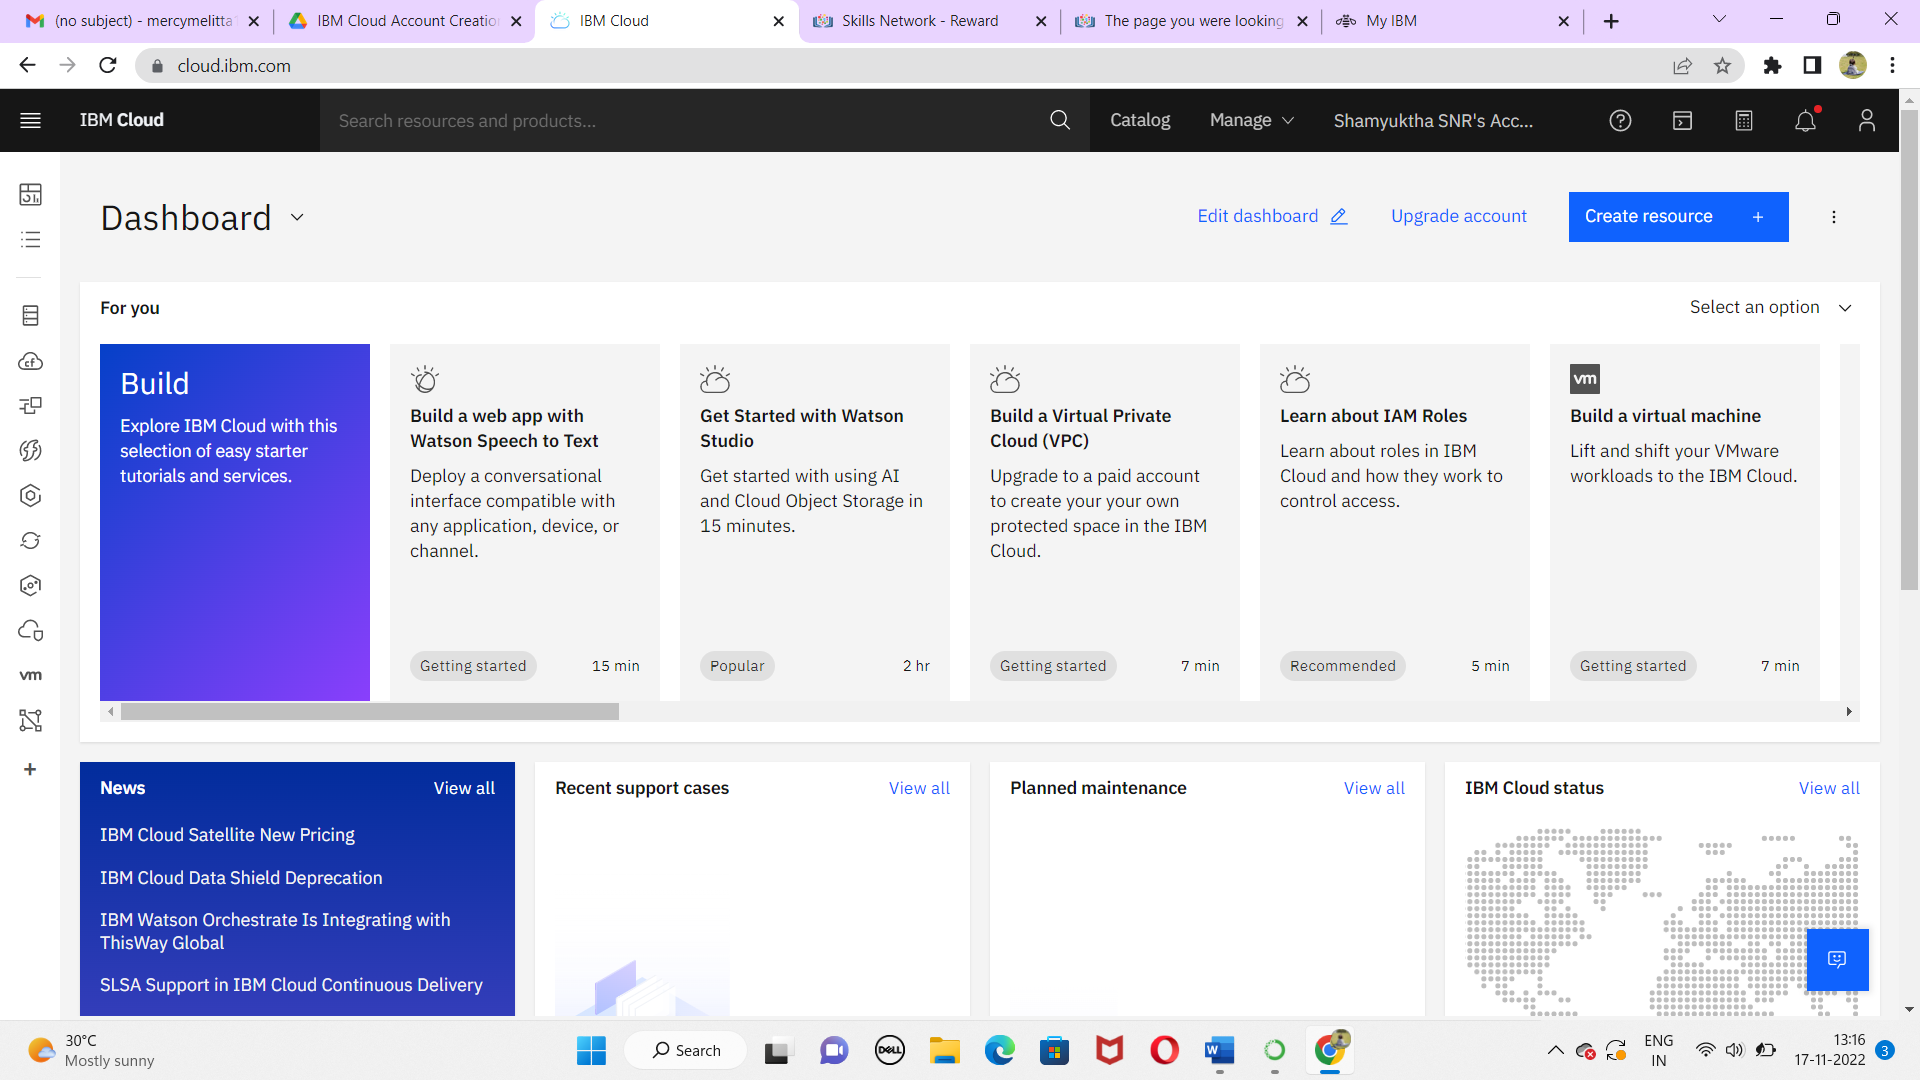 (no subject) - mercymelitta
IBM Cloud Account Creation
IBM Cloud
Skills Network - Reward
The page you were looking
My IBM
cloud.ibm.com
IBM Cloud
Search resources and products...
Catalog
Manage
Shamyuktha SNR's Acc...
Dashboard
Edit dashboard
Upgrade account
Create resource +
For you
Select an option
Build
Explore IBM Cloud with this
selection of easy starter
tutorials and services.
Build a web app with
Watson Speech to Text
Deploy a conversational
interface compatible with
any application, device, or
channel.
Getting started
15 min
Get Started with Watson
Studio
Get started with using AI
and Cloud Object Storage in
15 minutes.
Popular
2 hr
Build a Virtual Private
Cloud (VPC)
Upgrade to a paid account
to create your your own
protected space in the IBM
Cloud.
Getting started
7 min
Learn about IAM Roles
Learn about roles in IBM
Cloud and how they work to
control access.
Recommended
5 min
vm
Build a virtual machine
Lift and shift your VMware
workloads to the IBM Cloud.
Getting started
7 min
cf
vm
News
View all
IBM Cloud Satellite New Pricing
IBM Cloud Data Shield Deprecation
IBM Watson Orchestrate Is Integrating with
ThisWay Global
SLSA Support in IBM Cloud Continuous Delivery
Recent support cases
View all
Planned maintenance
View all
IBM Cloud status
View all
30°C
Mostly sunny
Search
DELL
W
ENG
IN
13:16
17-11-2022
3